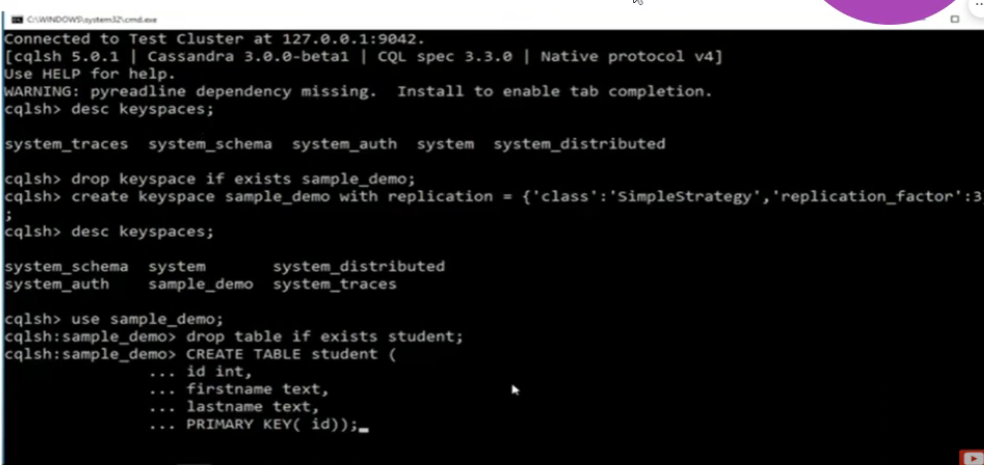 C:\WINDOWS\system32\cmd.exe
Connected to Test Cluster at 127.0.0.1:9042.
[cqlsh 5.0.1 | Cassandra 3.0.0-beta1 | CQL spec 3.3.0 | Native protocol v4]
Use HELP for help.
WARNING: pyreadline dependency missing.  Install to enable tab completion.
cqlsh> desc keyspaces;
system_traces  system_schema  system_auth  system  system_distributed
cqlsh> drop keyspace if exists sample_demo;
cqlsh> create keyspace sample_demo with replication = {'class':'SimpleStrategy','replication_factor':3
;
cqlsh> desc keyspaces;
system_schema  system       system_distributed
system_auth    sample_demo  system_traces
cqlsh> use sample_demo;
cqlsh:sample_demo> drop table if exists student;
cqlsh:sample_demo> CREATE TABLE student (
... id int,
... firstname text,
... lastname text,
... PRIMARY KEY( id));